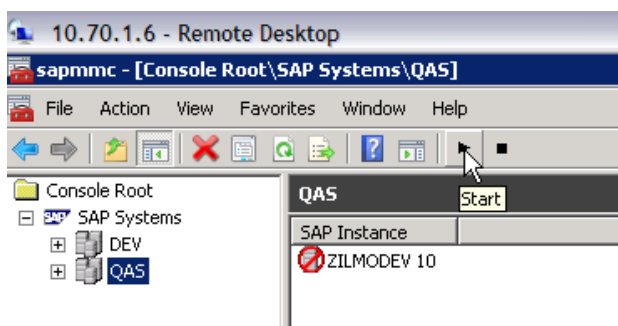 10.70.1.6 - Remote Desktop
sapmmc - [Console Root\SAP Systems\QAS]
File Action View Favorites Window Help
Console Root
SAP Systems
DEV
QAS
QAS
Start
SAP Instance
ZILMODEV 10